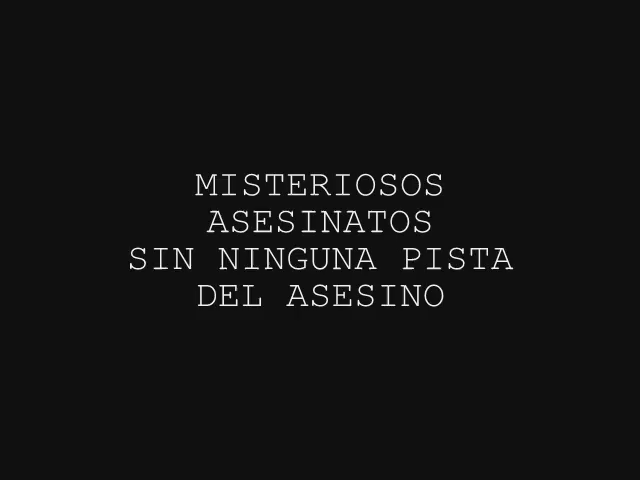 MISTERIOSOS
ASESINATOS
SIN NINGUNA PISTA
DEL ASESINO